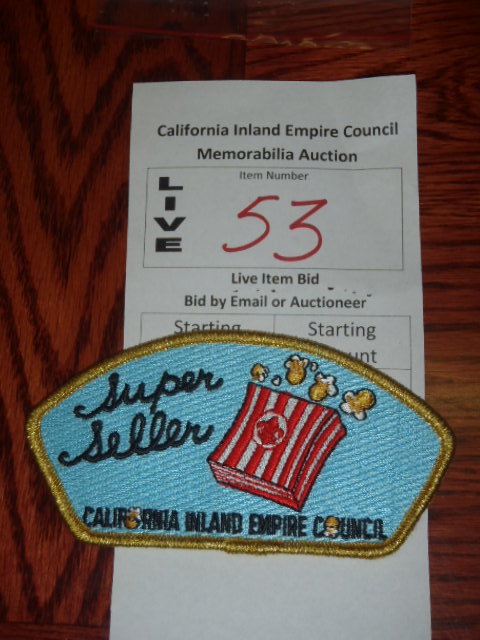 California Inland Empire Council
Memorabilia Auction
Item Number
LIVE
53
Live Item Bid
Bid by Email or Auctioneer
Starting Starting
Super
Seller
CALIFORNIA INLAND EMPIRE COUNCIL